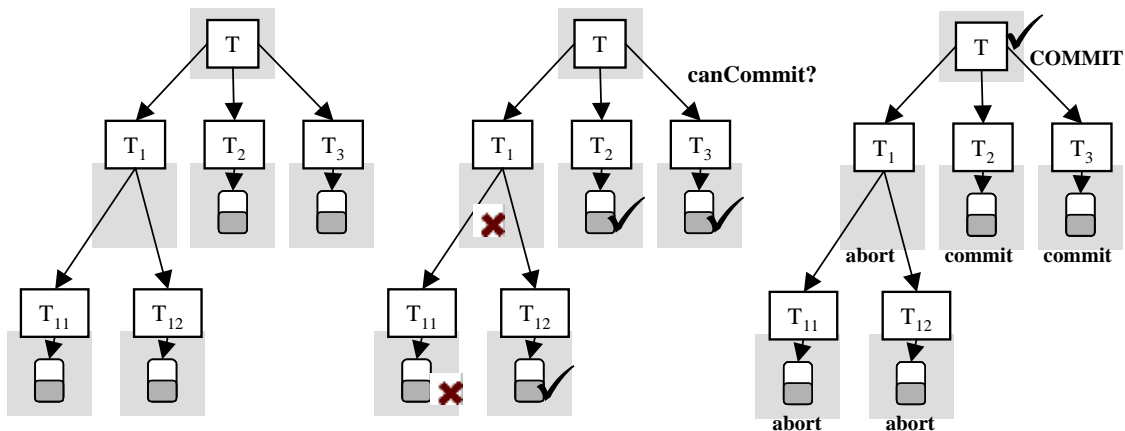 T
T₁ T₂ T₃
T₁₁ T₁₂
T
canCommit?
T₁ T₂ T₃
T₁₁ T₁₂
T
COMMIT
T₁ T₂ T₃
abort commit commit
T₁₁ T₁₂
abort abort